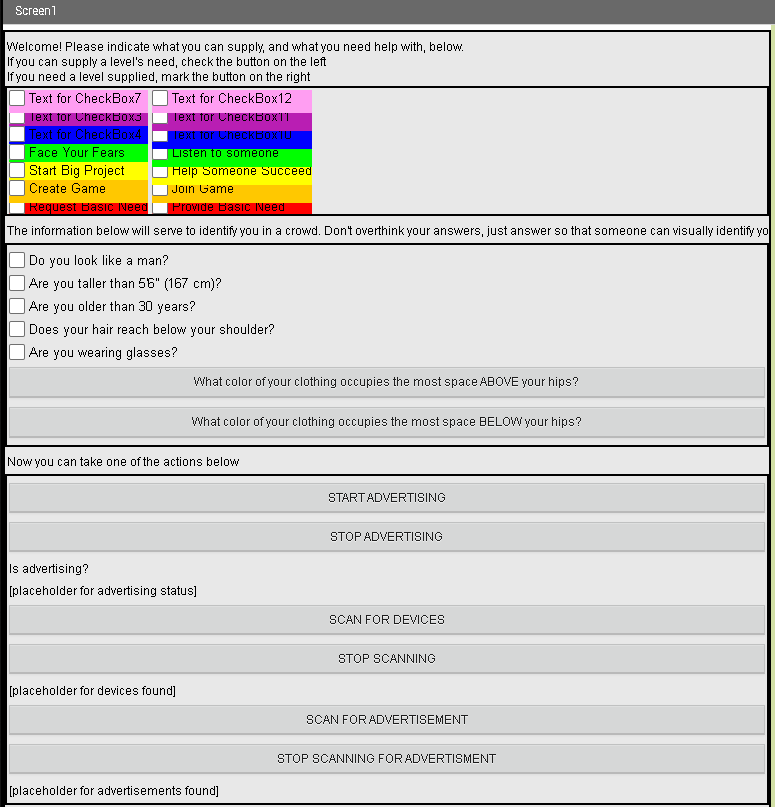 Screen1
Welcome! Please indicate what you can supply, and what you need help with, below.
If you can supply a level's need, check the button on the left
If you need a level supplied, mark the button on the right
Text for CheckBox7 Text for CheckBox12
Text for CheckBox3 Text for CheckBox11
Text for CheckBox4 Text for CheckBox10
Face Your Fears Listen to someone
Start Big Project Help Someone Succeed
Create Game Join Game
Request Basic Need Provide Basic Need
The information below will serve to identify you in a crowd. Don't overthink your answers, just answer so that someone can visually identify yo
Do you look like a man?
Are you taller than 5'6" (167 cm)?
Are you older than 30 years?
Does your hair reach below your shoulder?
Are you wearing glasses?
What color of your clothing occupies the most space ABOVE your hips?
What color of your clothing occupies the most space BELOW your hips?
Now you can take one of the actions below
START ADVERTISING
STOP ADVERTISING
Is advertising?
[placeholder for advertising status]
SCAN FOR DEVICES
STOP SCANNING
[placeholder for devices found]
SCAN FOR ADVERTISEMENT
STOP SCANNING FOR ADVERTISMENT
[placeholder for advertisements found]